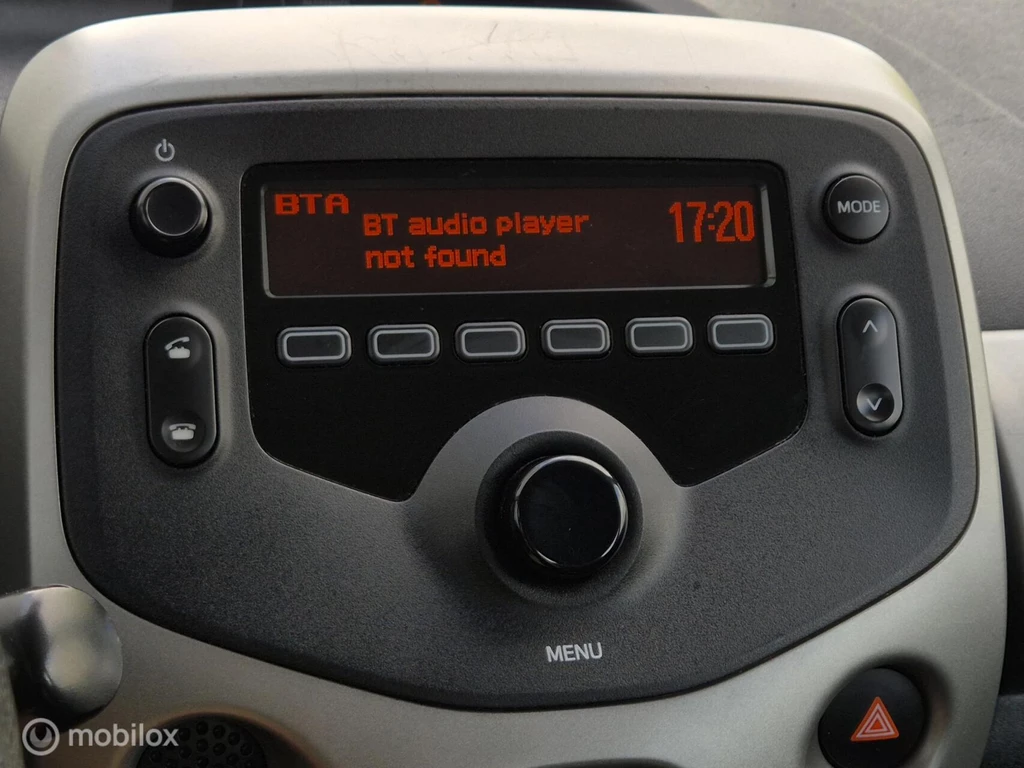 BTA
BT audio player
not found
17:20
MODE
MENU
mobilox